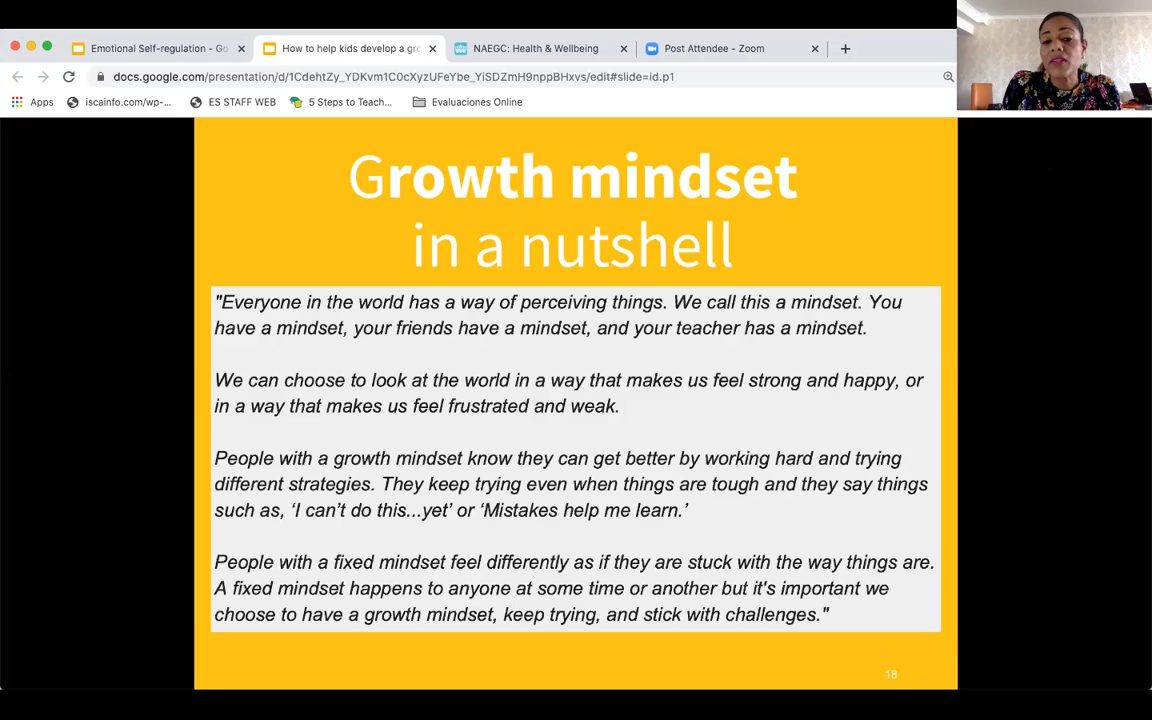 Emotional Self-regulation - Go
How to help kids develop a gro
NAEGC: Health & Wellbeing
Post Attendee - Zoom
docs.google.com/presentation/d/1CdehtZy_YDKvm1C0cXyzUFeYbe_YiSDZmH9nppBHxvs/edit#slide=id.p1
Apps
iscainfo.com/wp-...
ES STAFF WEB
5 Steps to Teach...
Evaluaciones Online
Growth mindset
in a nutshell
"Everyone in the world has a way of perceiving things. We call this a mindset. You
have a mindset, your friends have a mindset, and your teacher has a mindset.
We can choose to look at the world in a way that makes us feel strong and happy, or
in a way that makes us feel frustrated and weak.
People with a growth mindset know they can get better by working hard and trying
different strategies. They keep trying even when things are tough and they say things
such as, ‘I can’t do this...yet’ or ‘Mistakes help me learn.’
People with a fixed mindset feel differently as if they are stuck with the way things are.
A fixed mindset happens to anyone at some time or another but it's important we
choose to have a growth mindset, keep trying, and stick with challenges."
18